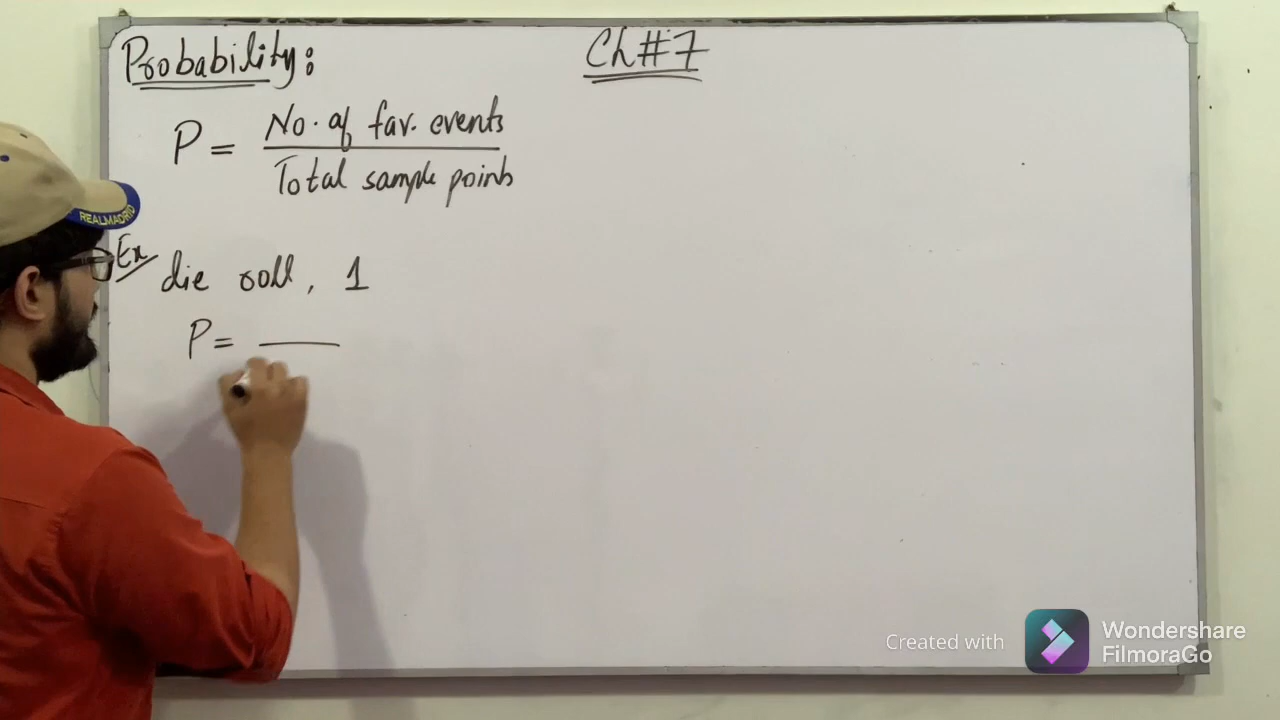 Probability:
Ch#7
P = No. of fav. events
Total sample points
REALMADRID
Ex
die roll, 1
P =
Created with
Wondershare
FilmoraGo